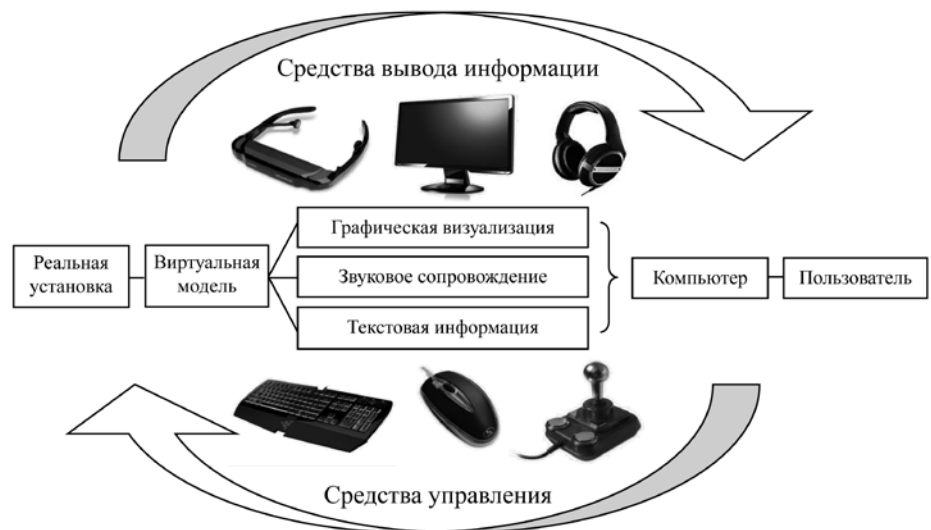 Средства вывода информации
Графическая визуализация
Реальная
установка
Виртуальная
модель
Звуковое сопровождение
Компьютер
Пользователь
Текстовая информация
Средства управления